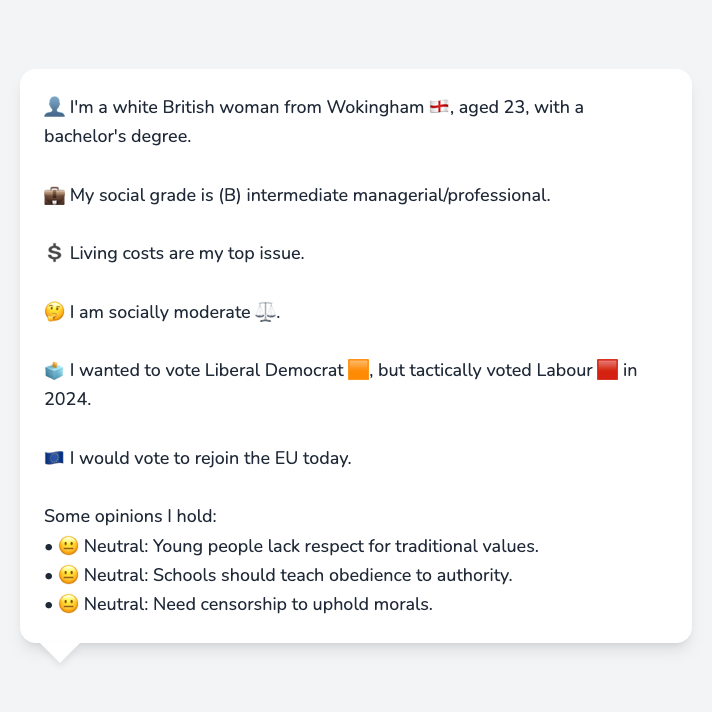 👤 I'm a white British woman from Wokingham 🏴󠁧󠁢󠁥󠁮󠁧󠁿, aged 23, with a
bachelor's degree.
💼 My social grade is (B) intermediate managerial/professional.
💲 Living costs are my top issue.
🤔 I am socially moderate ⚖️.
🗳️ I wanted to vote Liberal Democrat 🟧, but tactically voted Labour 🟥 in
2024.
🇪🇺 I would vote to rejoin the EU today.
Some opinions I hold:
• 😐 Neutral: Young people lack respect for traditional values.
• 😐 Neutral: Schools should teach obedience to authority.
• 😐 Neutral: Need censorship to uphold morals.